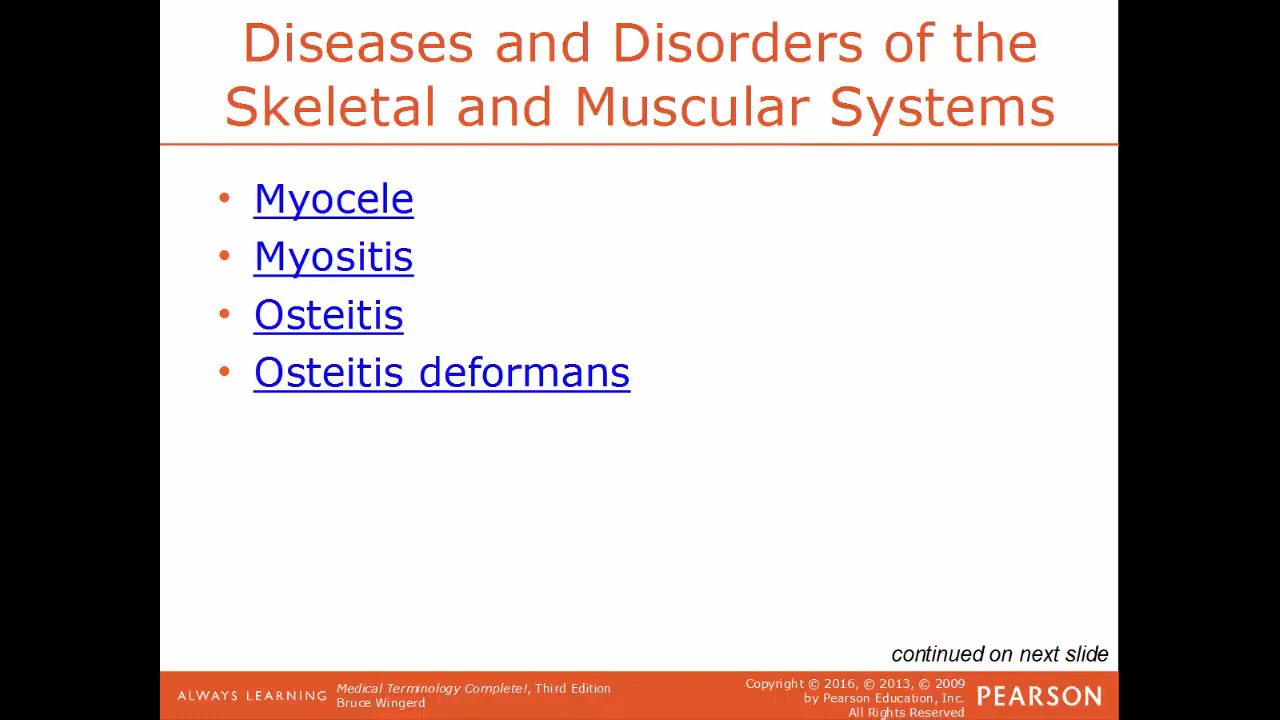 Diseases and Disorders of the
Skeletal and Muscular Systems
• Myocele
• Myositis
• Osteitis
• Osteitis deformans
continued on next slide
ALWAYS LEARNING
Medical Terminology Complete!, Third Edition
Bruce Wingerd
Copyright © 2016, © 2013, © 2009
by Pearson Education, Inc.
All Rights Reserved
PEARSON